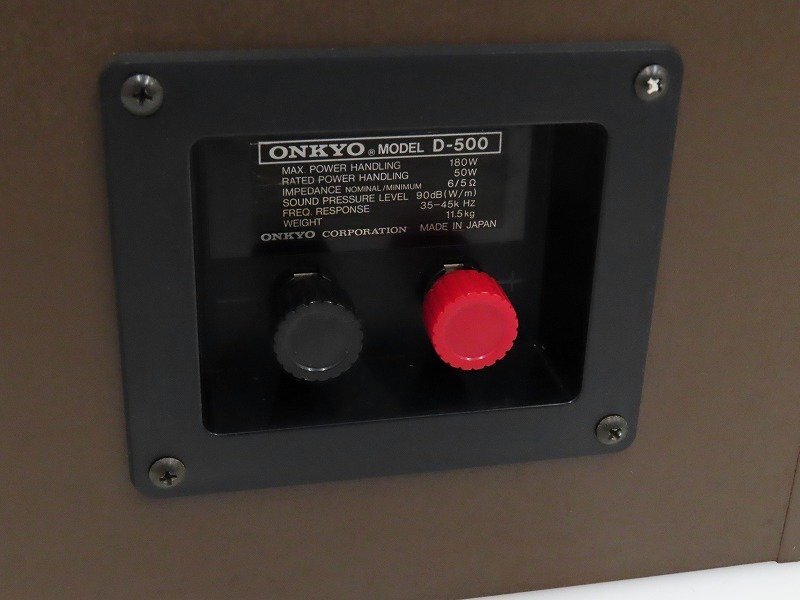 ONKYO ® MODEL D-500
MAX. POWER HANDLING 180W
RATED POWER HANDLING 50W
IMPEDANCE NOMINAL/MINIMUM 6/5 Ω
SOUND PRESSURE LEVEL 90dB(W/m)
FREQ. RESPONSE 35-45k HZ
WEIGHT 11.5kg
ONKYO CORPORATION MADE IN JAPAN
- +